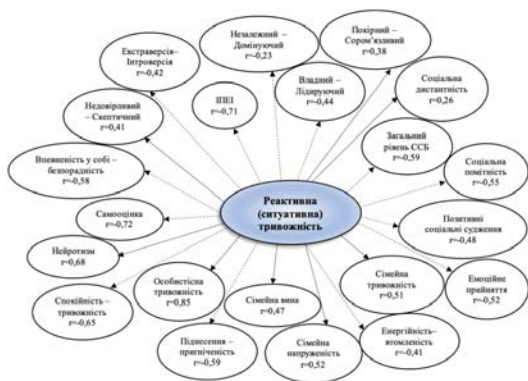 Незалежний –
Домінуючий
r=-0,23
Покірний –
Сором'язливий
r=0,38
Екстраверсія–
Інтроверсія
r=-0,42
ІПЕІ
r=-0,71
Владний –
Лідируючий
r=-0,44
Соціальна
дистантність
r=0,26
Недовірливий
– Скептичний
r=0,41
Загальний
рівень ССБ
r=-0,59
Впевненість у собі –
безпорадність
r=-0,58
Соціальна
помітність
r=-0,55
Реактивна
(ситуативна)
тривожність
Самооцінка
r=-0,72
Позитивні
соціальні судження
r=-0,48
Нейротизм
r=0,68
Особистісна
тривожність
r=0,85
Сімейна вина
r=0,47
Сімейна
тривожність
r=0,51
Емоційне
прийняття
r=-0,52
Спокійність –
тривожність
r=-0,65
Піднесення –
пригніченість
r=-0,59
Сімейна
напруженість
r=0,52
Енергійність–
втомленість
r=-0,41